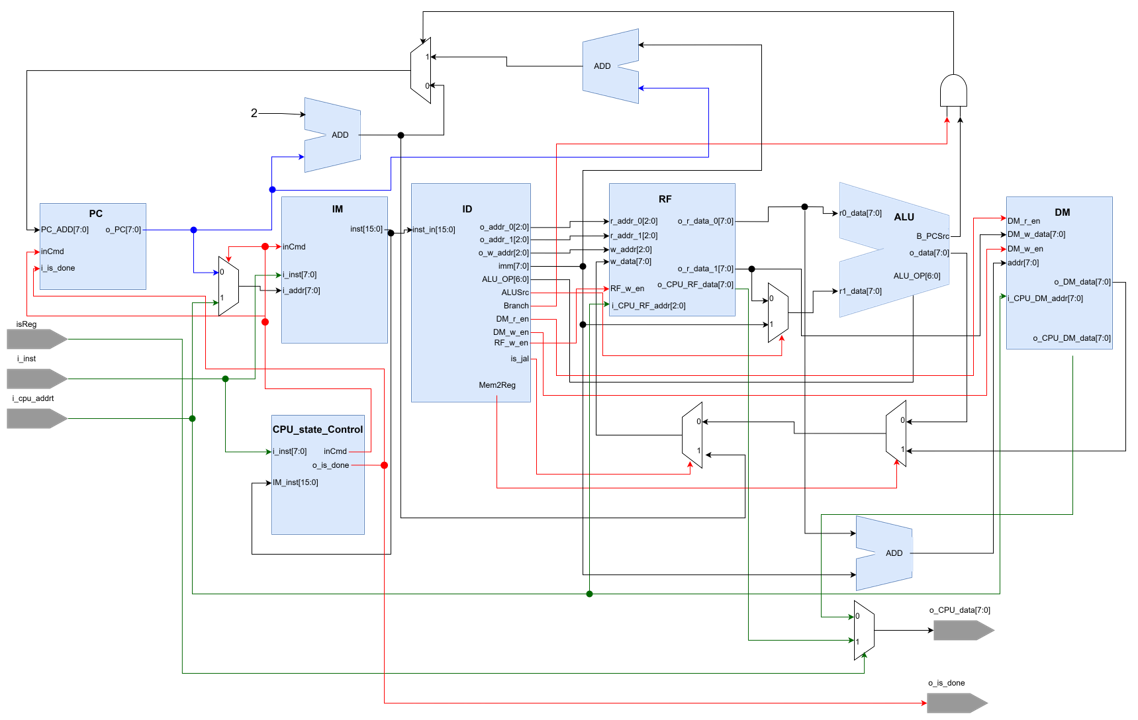 1
0
ADD
2
ADD
PC
PC_ADD[7:0]
o_PC[7:0]
inCmd
i_is_done
0
1
IM
inst[15:0]
inCmd
i_inst[7:0]
i_addr[7:0]
ID
inst_in[15:0]
o_addr_0[2:0]
o_addr_1[2:0]
o_w_addr[2:0]
imm[7:0]
ALU_OP[6:0]
ALUSrc
Branch
DM_r_en
DM_w_en
RF_w_en
is_jal
Mem2Reg
RF
r_addr_0[2:0]
r_addr_1[2:0]
w_addr[2:0]
w_data[7:0]
RF_w_en
i_CPU_RF_addr[2:0]
o_r_data_0[7:0]
o_r_data_1[7:0]
o_CPU_RF_data[7:0]
0
1
ALU
r0_data[7:0]
r1_data[7:0]
B_PCSrc
o_data[7:0]
ALU_OP[6:0]
DM
DM_r_en
DM_w_data[7:0]
DM_w_en
addr[7:0]
i_CPU_DM_addr[7:0]
o_DM_data[7:0]
o_CPU_DM_data[7:0]
isReg
i_inst
i_cpu_addrt
CPU_state_Control
i_inst[7:0]
inCmd
o_is_done
IM_inst[15:0]
0
1
0
1
ADD
0
1
o_CPU_data[7:0]
o_is_done